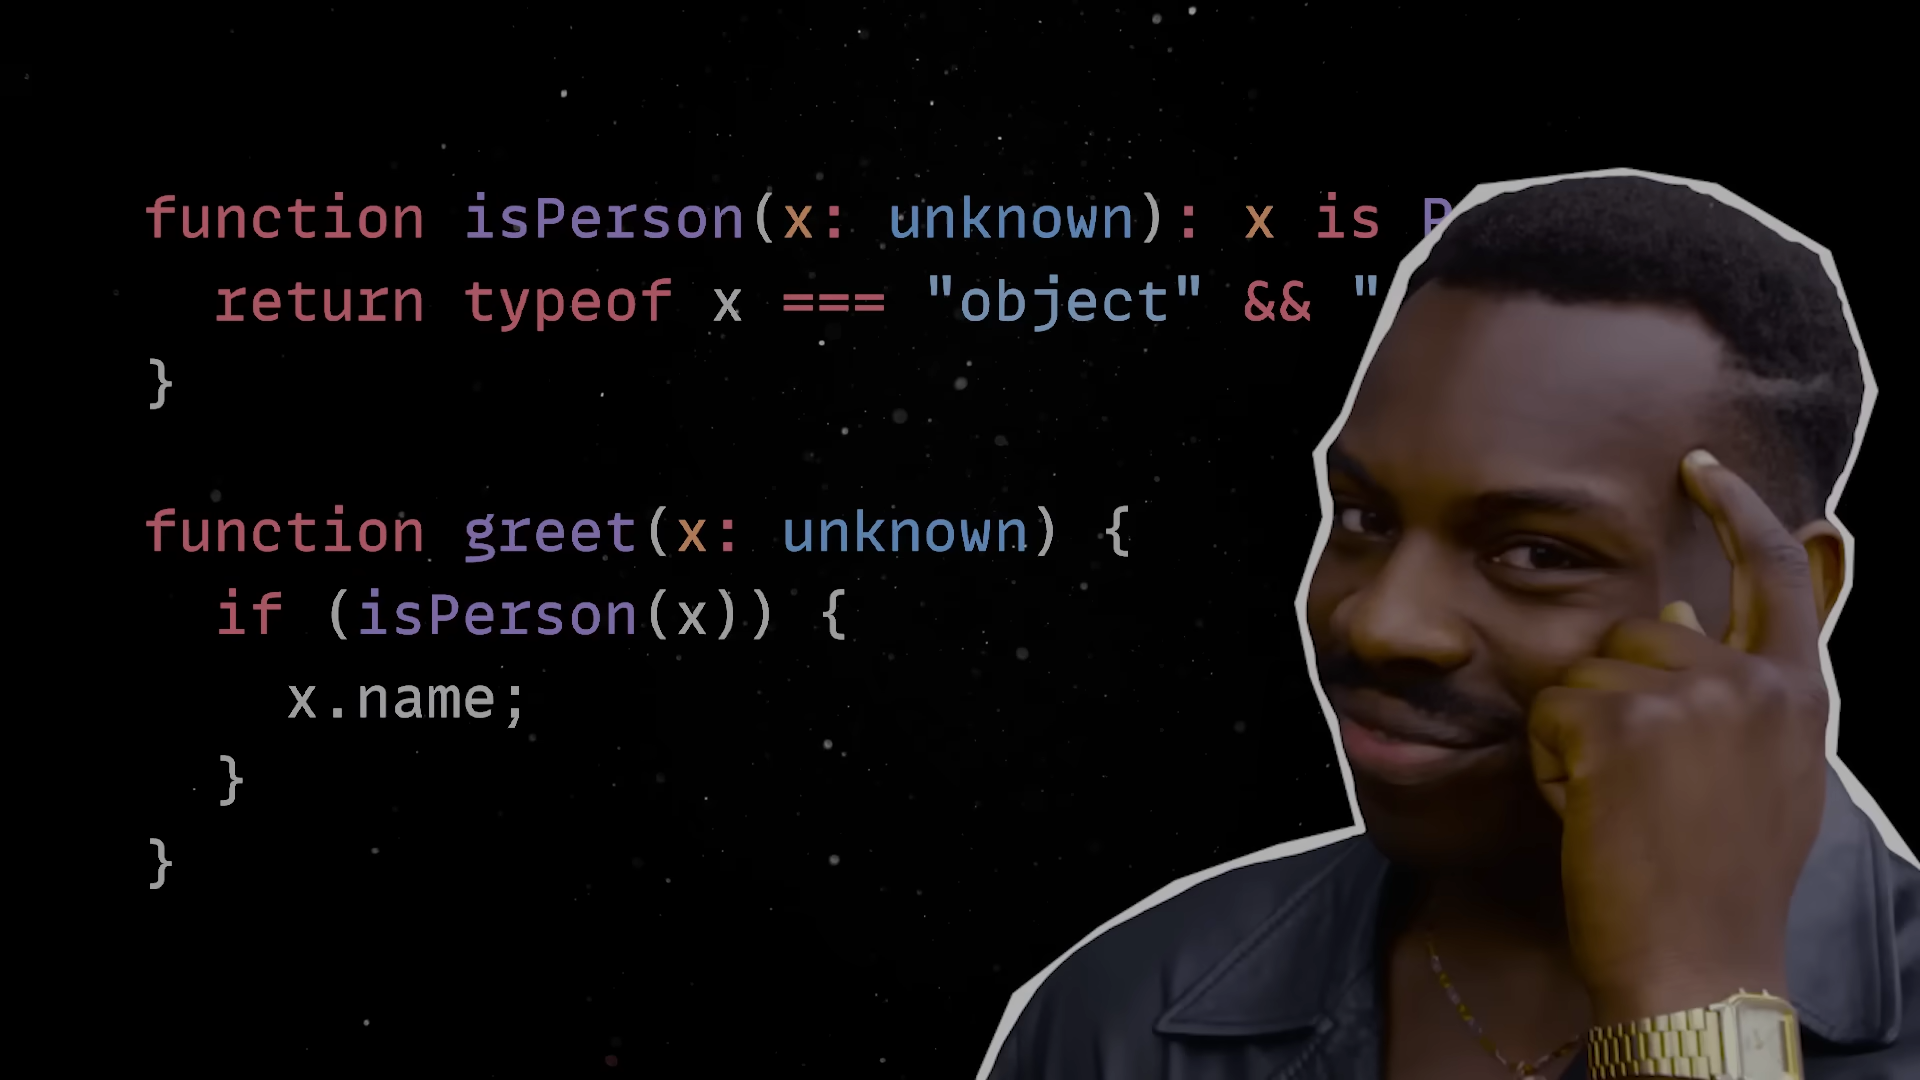 function isPerson(x: unknown): x is P
  return typeof x === "object" && "
}
function greet(x: unknown) {
  if (isPerson(x)) {
    x.name;
  }
}